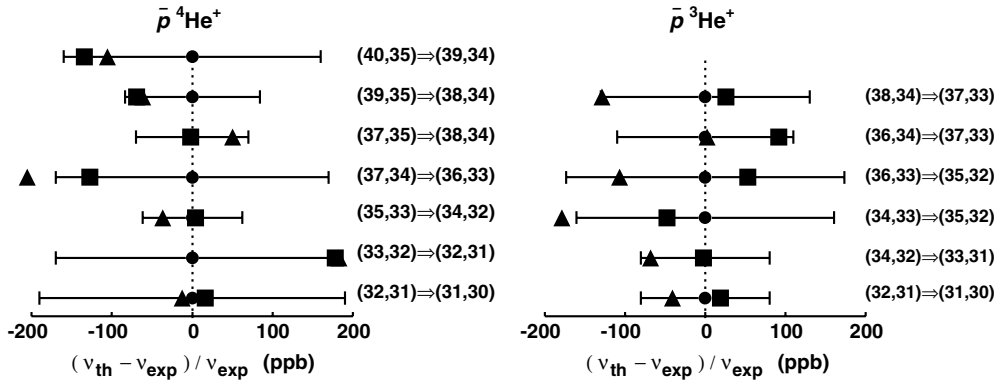 p̄ ⁴He⁺
(40,35)⇒(39,34)
(39,35)⇒(38,34)
(37,35)⇒(38,34)
(37,34)⇒(36,33)
(35,33)⇒(34,32)
(33,32)⇒(32,31)
(32,31)⇒(31,30)
-200 -100 0 100 200
(ν_th − ν_exp) / ν_exp (ppb)
p̄ ³He⁺
(38,34)⇒(37,33)
(36,34)⇒(37,33)
(36,33)⇒(35,32)
(34,33)⇒(35,32)
(34,32)⇒(33,31)
(32,31)⇒(31,30)
-200 -100 0 100 200
(ν_th − ν_exp) / ν_exp (ppb)